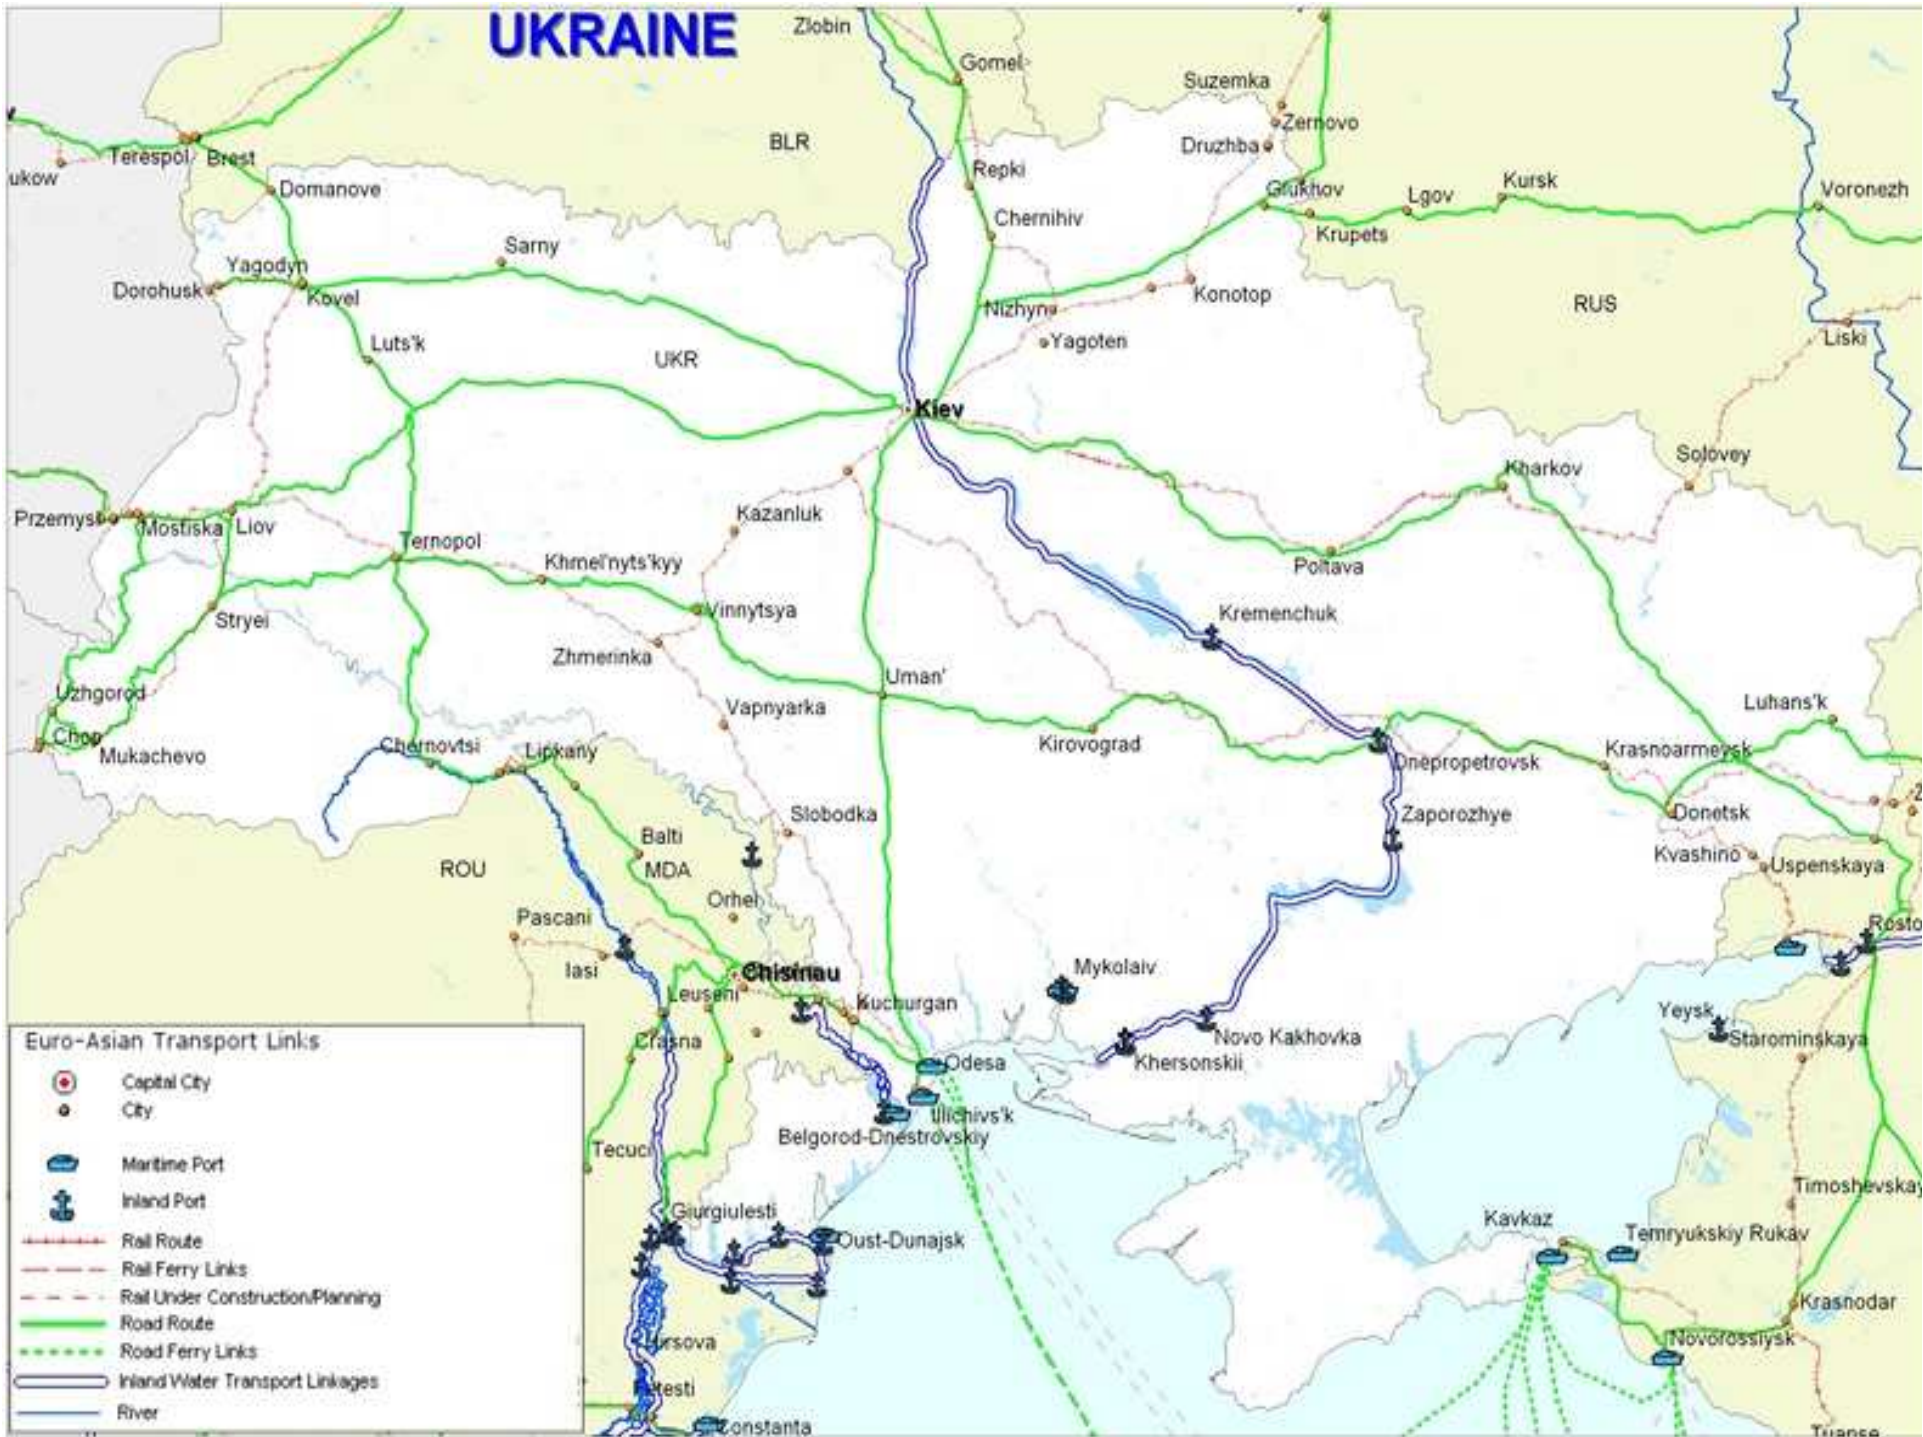 UKRAINE
Zlobin
Gomel
Suzemka
Zernovo
BLR
Druzhba
Terespol
Brest
ukow
Domanove
Repki
Glukhov
Lgov
Kursk
Voronezh
Chernihiv
Krupets
Sarny
Yagodyn
Dorohusk
Kovel
Nizhyn
Konotop
RUS
Yagoten
Liski
Luts'k
UKR
Kiev
Kharkov
Solovey
Przemysl
Mostiska
Liov
Kazanluk
Ternopol
Khmel'nyts'kyy
Poltava
Vinnytsya
Stryei
Kremenchuk
Zhmerinka
Uman'
Uzhgorod
Vapnyarka
Luhans'k
Chop
Mukachevo
Chernovtsi
Lipkany
Kirovograd
Dnepropetrovsk
Krasnoarmeysk
Slobodka
Zaporozhye
Donetsk
Z
Balti
MDA
ROU
Kvashino
Uspenskaya
Orhei
Pascani
Rosto
Iasi
Chisinau
Mykolaiv
Leuseni
Kuchurgan
Yeysk
Starominskaya
Novo Kakhovka
Crasna
Odesa
Khersonskii
Illichivs'k
Belgorod-Dnestrovskiy
Tecuci
Timoshevskay
Giurgiulesti
Oust-Dunajsk
Kavkaz
Temryukskiy Rukav
Krasnodar
Novorossiysk
Constanta
Tuapse
Euro-Asian Transport Links
Capital City
City
Maritime Port
Inland Port
Rail Route
Rail Ferry Links
Rail Under Construction/Planning
Road Route
Road Ferry Links
Inland Water Transport Linkages
River